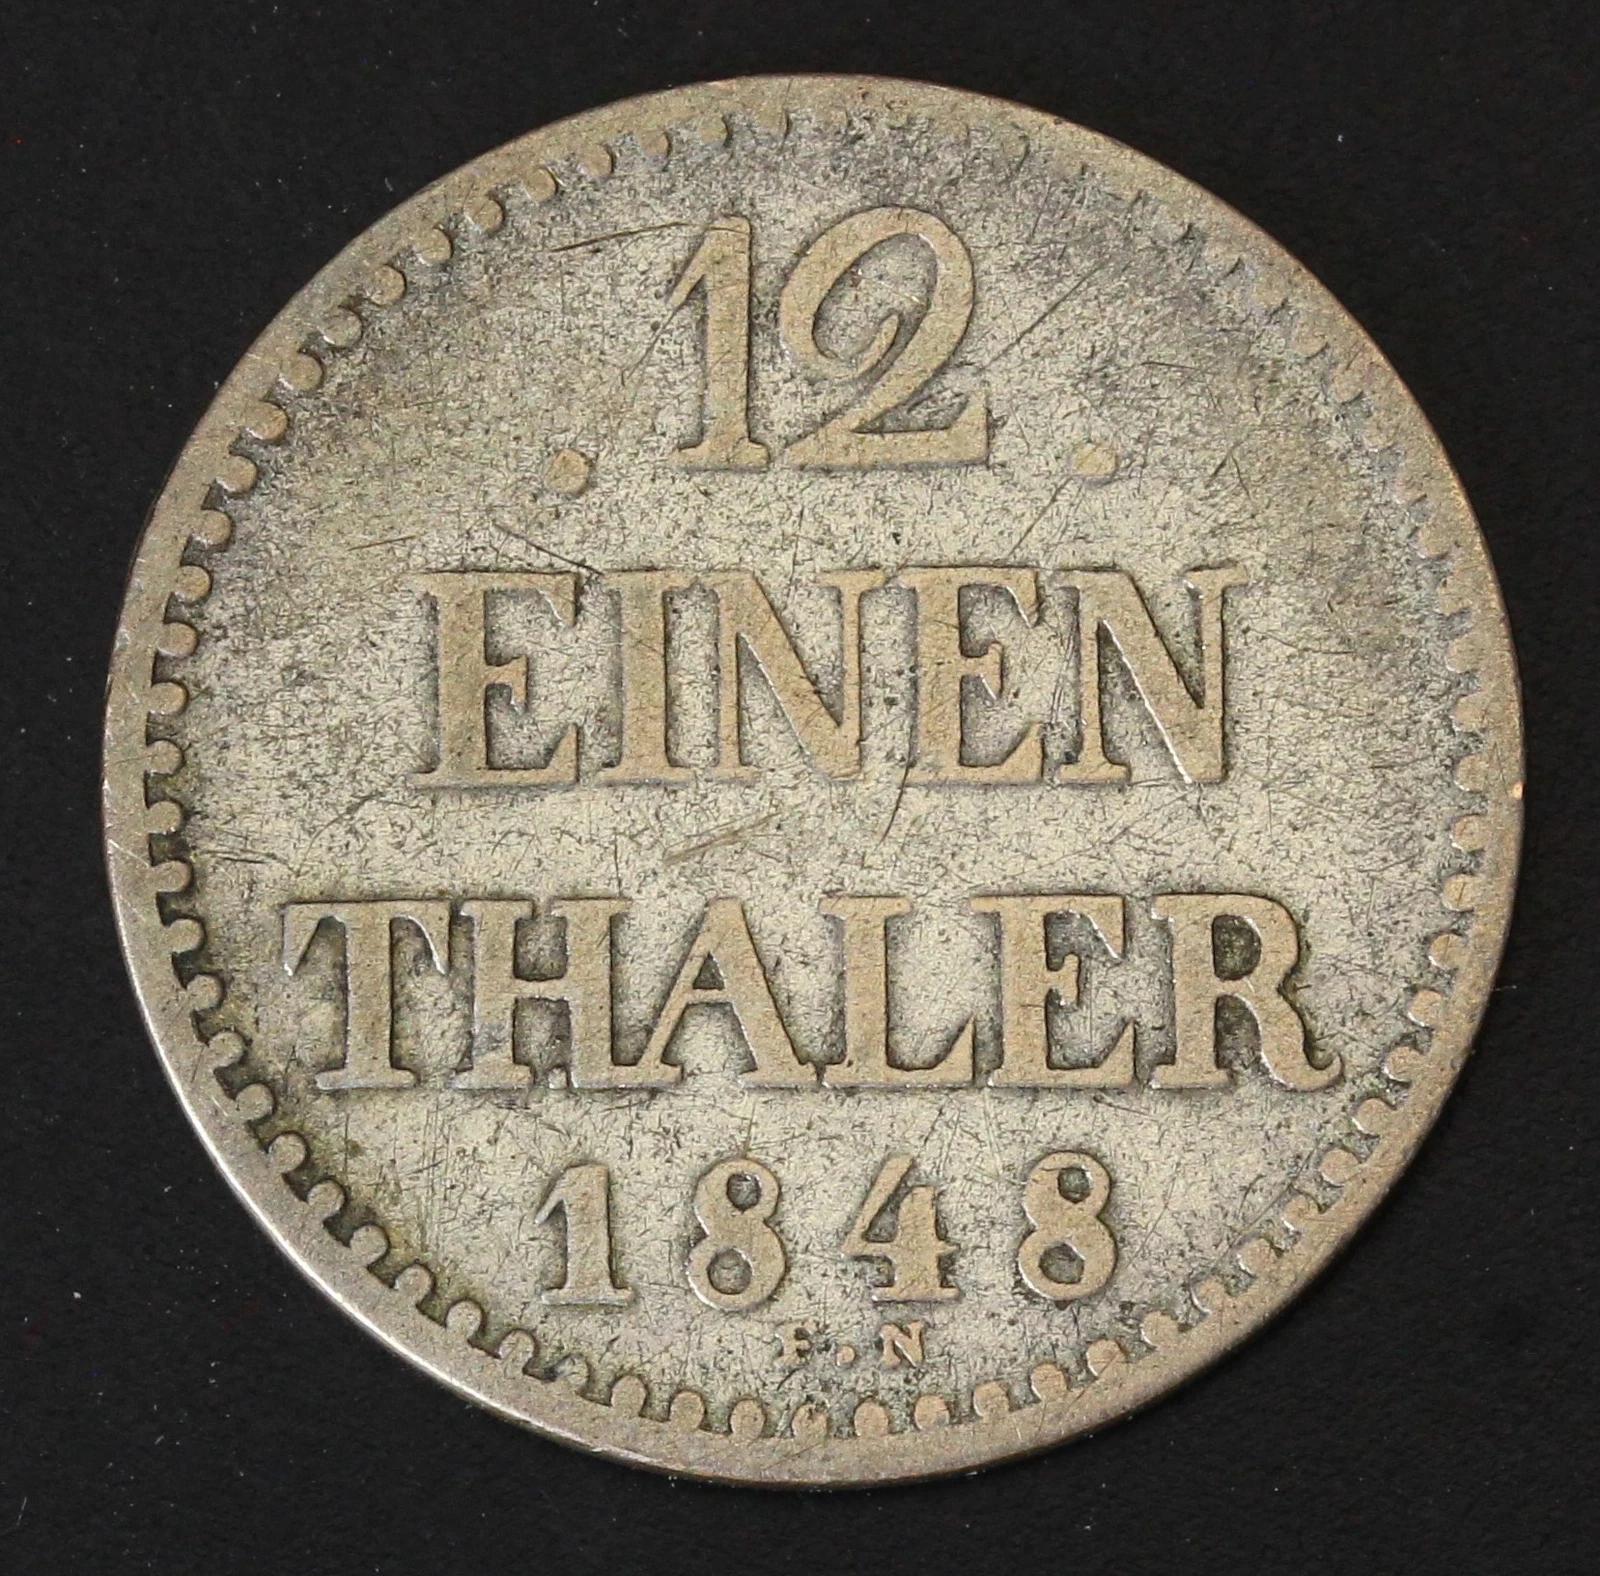 . 12 .
EINEN
THALER
1848
F.N